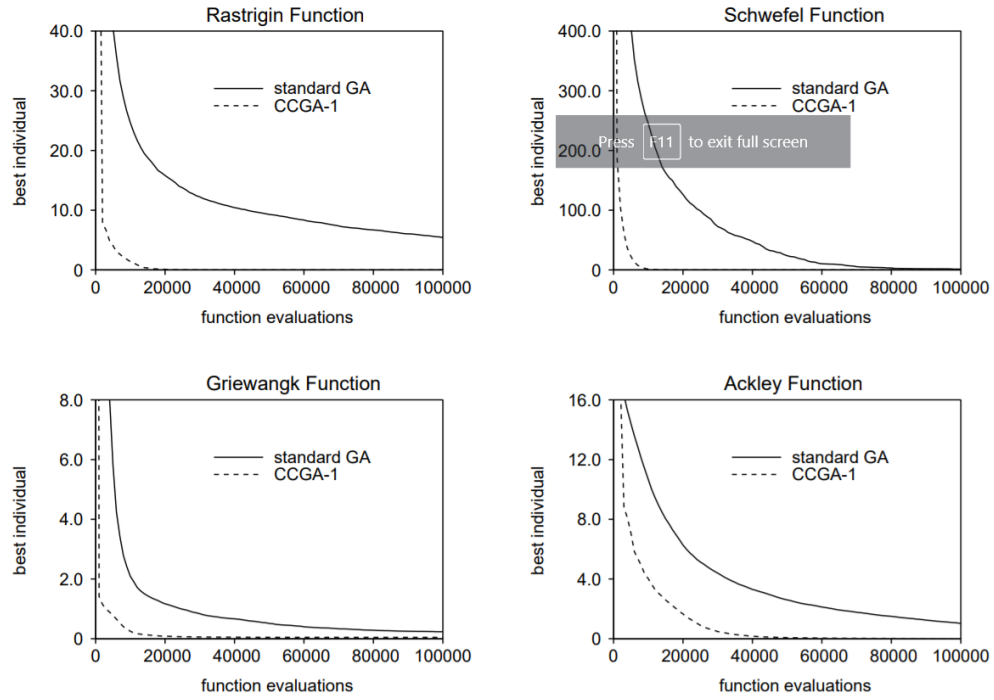 Rastrigin Function
40.0
30.0
20.0
10.0
0
best individual
standard GA
CCGA-1
0 20000 40000 60000 80000 100000
function evaluations
Schwefel Function
400.0
300.0
200.0
100.0
0
best individual
standard GA
CCGA-1
Press F11 to exit full screen
0 20000 40000 60000 80000 100000
function evaluations
Griewangk Function
8.0
6.0
4.0
2.0
0
best individual
standard GA
CCGA-1
0 20000 40000 60000 80000 100000
function evaluations
Ackley Function
16.0
12.0
8.0
4.0
0
best individual
standard GA
CCGA-1
0 20000 40000 60000 80000 100000
function evaluations